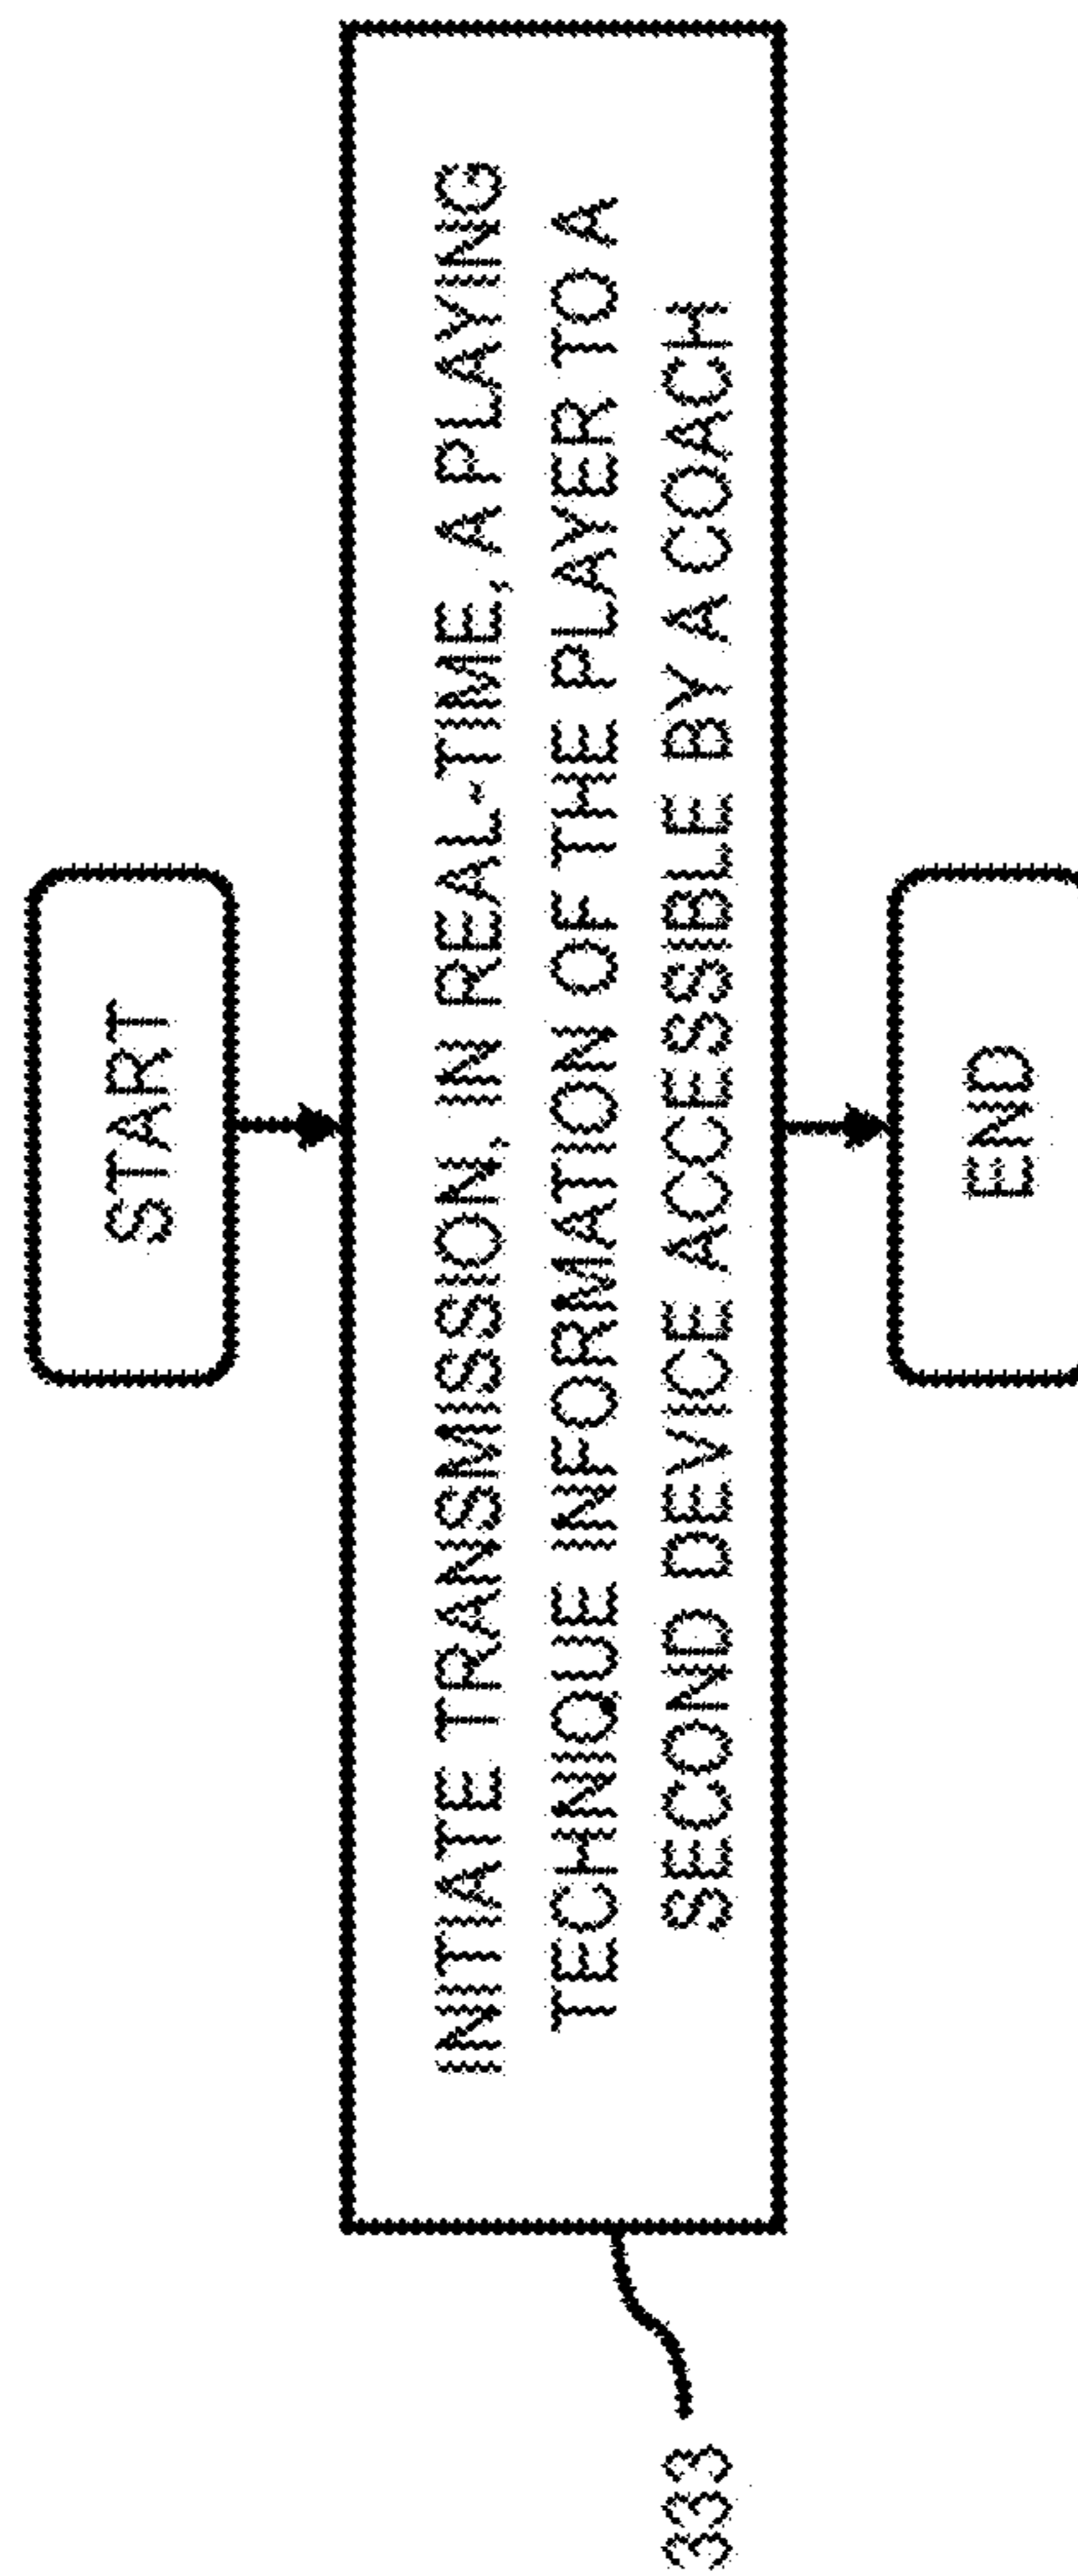 START
INITIATE TRANSMISSION, IN REAL-TIME, A PLAYING
TECHNIQUE INFORMATION OF THE PLAYER TO A
SECOND DEVICE ACCESSIBLE BY A COACH
333
END